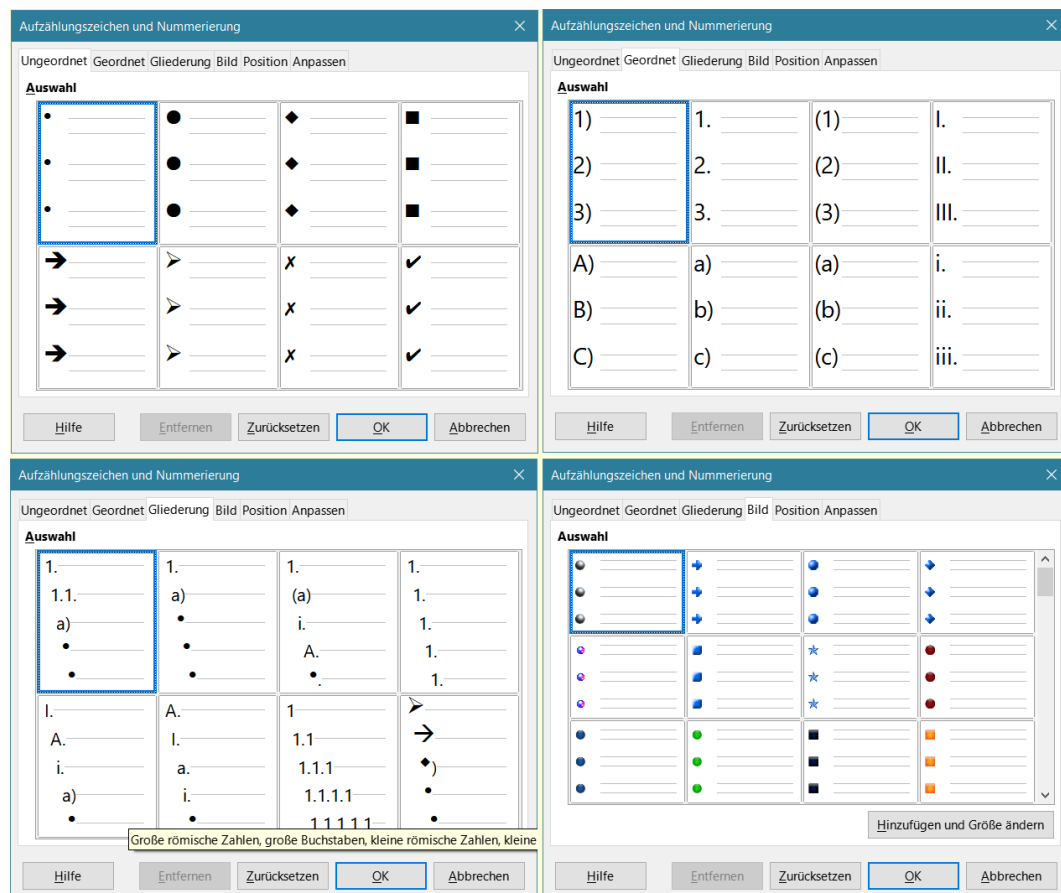 Aufzählungszeichen und Nummerierung
Ungeordnet Geordnet Gliederung Bild Position Anpassen
Auswahl
Hilfe Entfernen Zurücksetzen OK Abbrechen
Aufzählungszeichen und Nummerierung
Ungeordnet Geordnet Gliederung Bild Position Anpassen
Auswahl
1) 1. (1) I.
2) 2. (2) II.
3) 3. (3) III.
A) a) (a) i.
B) b) (b) ii.
C) c) (c) iii.
Hilfe Entfernen Zurücksetzen OK Abbrechen
Aufzählungszeichen und Nummerierung
Ungeordnet Geordnet Gliederung Bild Position Anpassen
Auswahl
1. 1. 1. 1.
1.1. a) (a) 1.
a) • i. 1.
• A. 1.
• • •. 1.
I. A. 1
A. I. 1.1
i. a. 1.1.1 ◆)
a) i. 1.1.1.1 •
• • 1.1.1.1.1 •
Große römische Zahlen, große Buchstaben, kleine römische Zahlen, kleine
Hilfe Entfernen Zurücksetzen OK Abbrechen
Aufzählungszeichen und Nummerierung
Ungeordnet Geordnet Gliederung Bild Position Anpassen
Auswahl
Hinzufügen und Größe ändern
Hilfe Entfernen Zurücksetzen OK Abbrechen